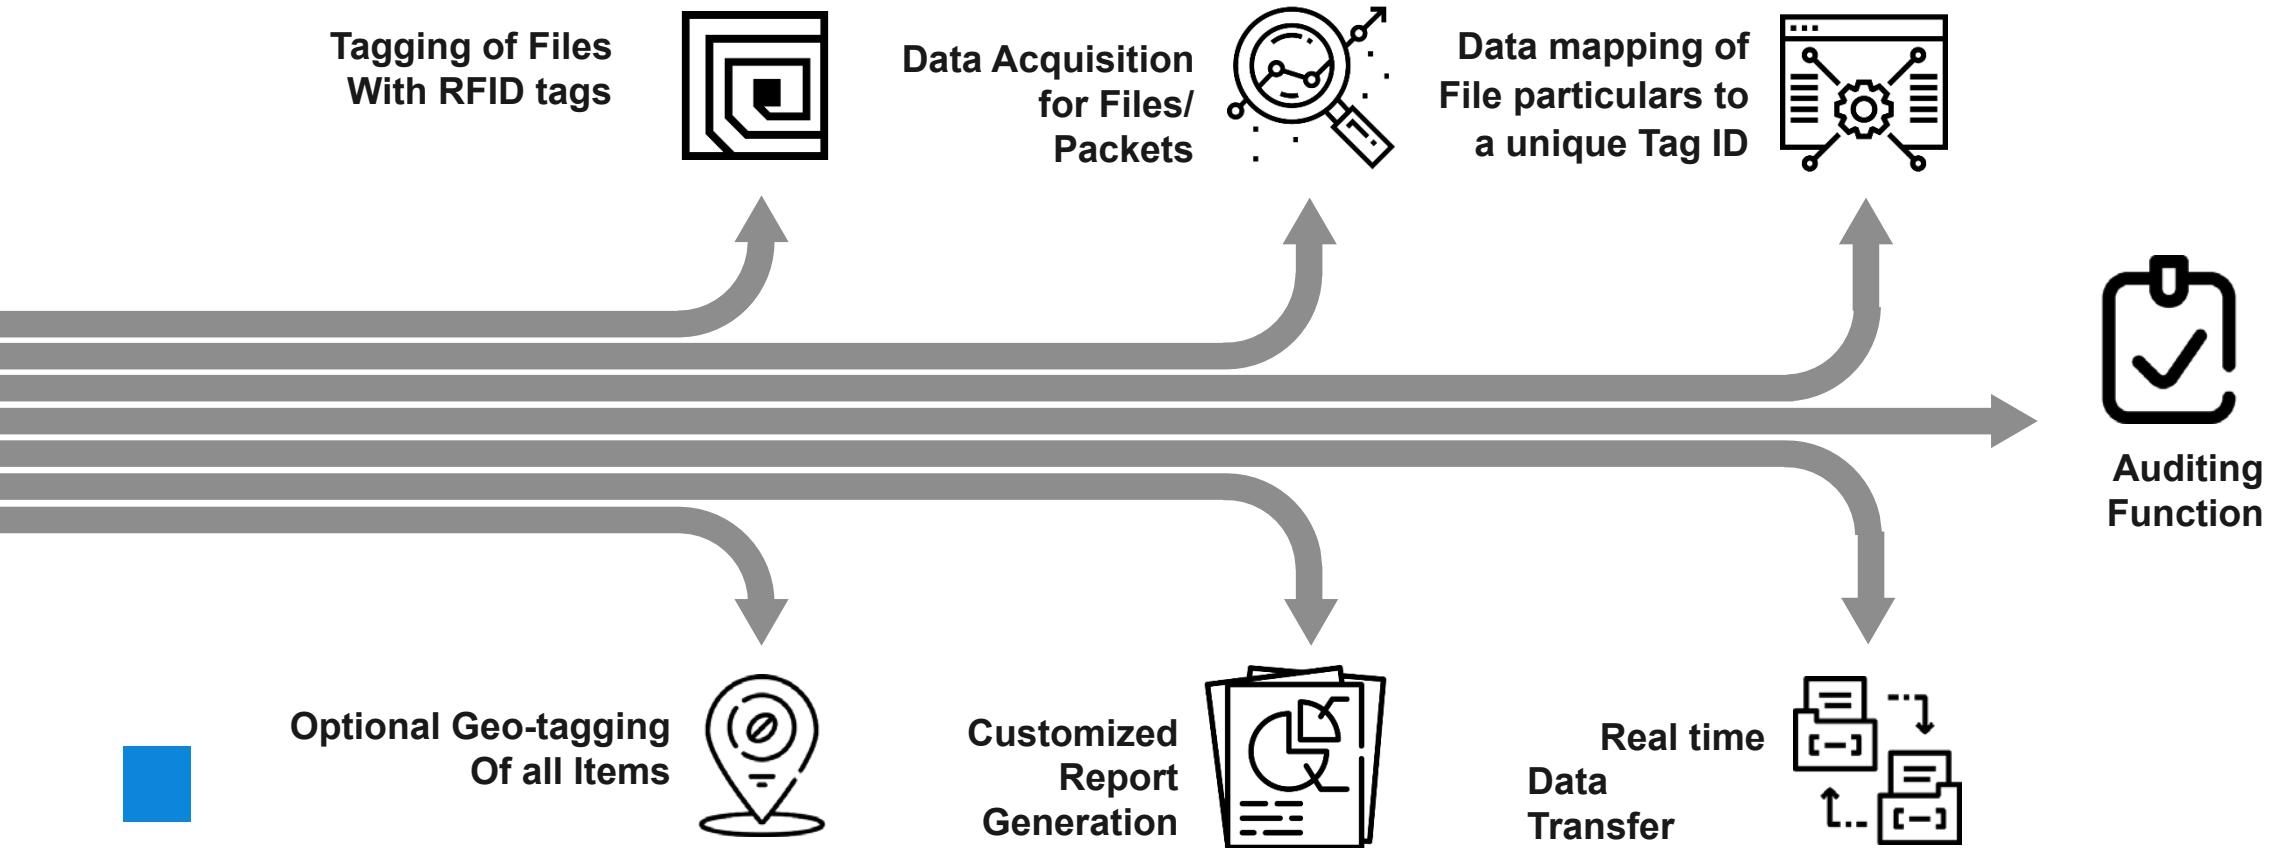 Tagging of Files
With RFID tags
Data Acquisition
for Files/
Packets
Data mapping of
File particulars to
a unique Tag ID
Auditing
Function
Optional Geo-tagging
Of all Items
Customized
Report
Generation
Real time
Data
Transfer